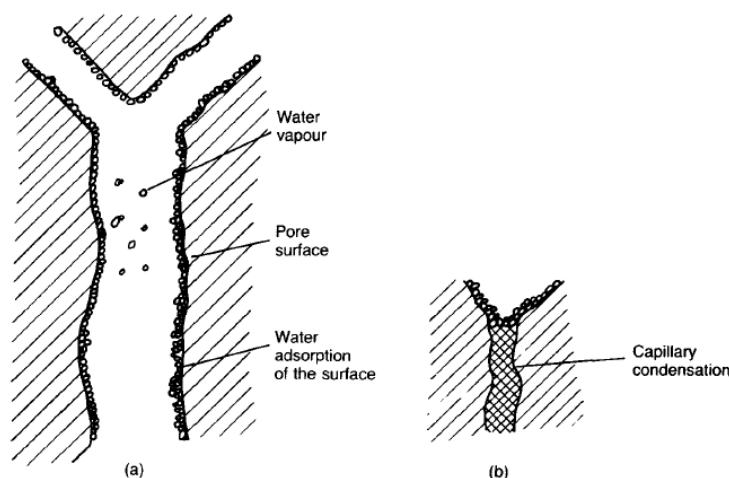 Water
vapour
Pore
surface
Water
adsorption
of the surface
Capillary
condensation
(a)
(b)